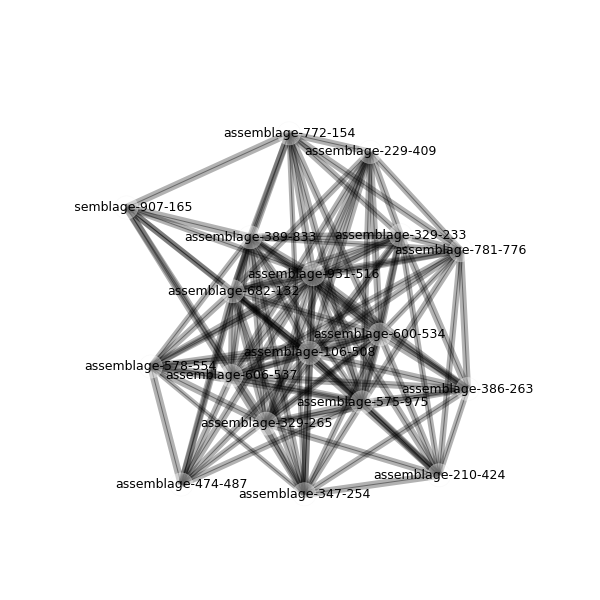 assemblage-772-154
assemblage-229-409
semblage-907-165
assemblage-389-833
assemblage-329-233
assemblage-781-776
assemblage-931-516
assemblage-682-132
assemblage-600-534
assemblage-106-508
assemblage-578-554
assemblage-606-537
assemblage-386-263
assemblage-575-975
assemblage-329-265
assemblage-210-424
assemblage-474-487
assemblage-347-254